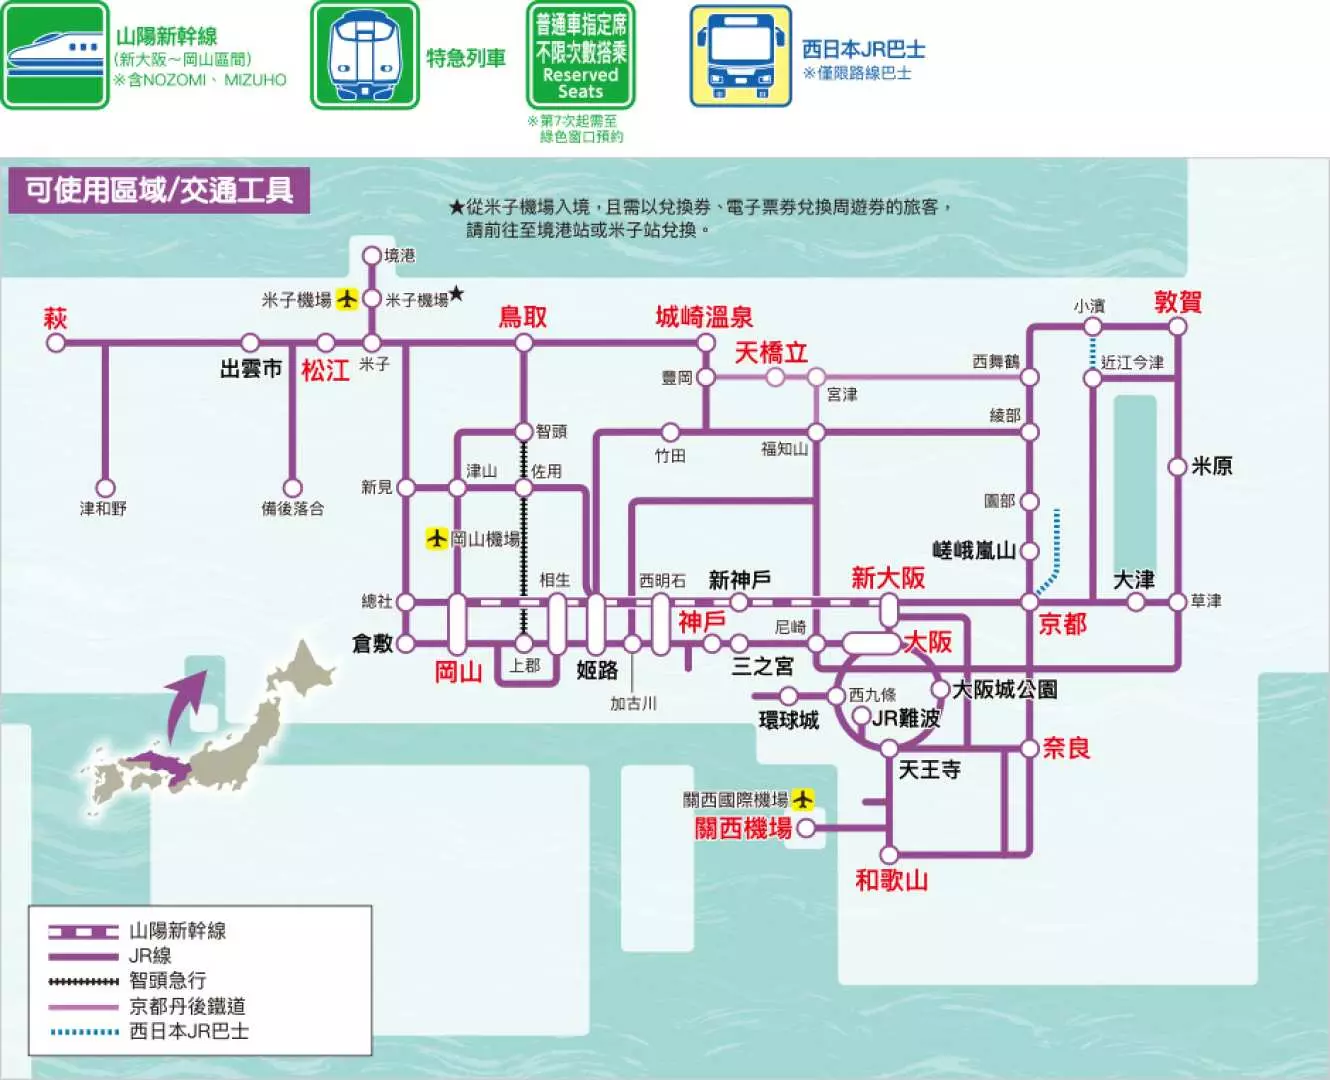 山陽新幹線
(新大阪～岡山區間)
※含NOZOMI、MIZUHO
特急列車
普通車指定席
不限次數搭乘
Reserved
Seats
※第7次起需至
綠色窗口預約
西日本JR巴士
※僅限路線巴士
可使用區域/交通工具
★從米子機場入境，且需以兌換券、電子票券兌換周遊券的旅客，
請前往至境港站或米子站兌換。
境港
米子機場
米子機場★
萩
鳥取
城崎溫泉
小濱
敦賀
出雲市
松江
米子
天橋立
豐岡
宮津
西舞鶴
近江今津
智頭
竹田
福知山
綾部
米原
津山
佐用
新見
津和野
備後落合
園部
岡山機場
嵯峨嵐山
相生
西明石
新神戶
新大阪
大津
總社
草津
倉敷
岡山
上郡
姬路
加古川
神戶
三之宮
尼崎
大阪
京都
環球城
西九條
JR難波
大阪城公園
天王寺
奈良
關西國際機場
關西機場
和歌山
山陽新幹線
JR線
智頭急行
京都丹後鐵道
西日本JR巴士